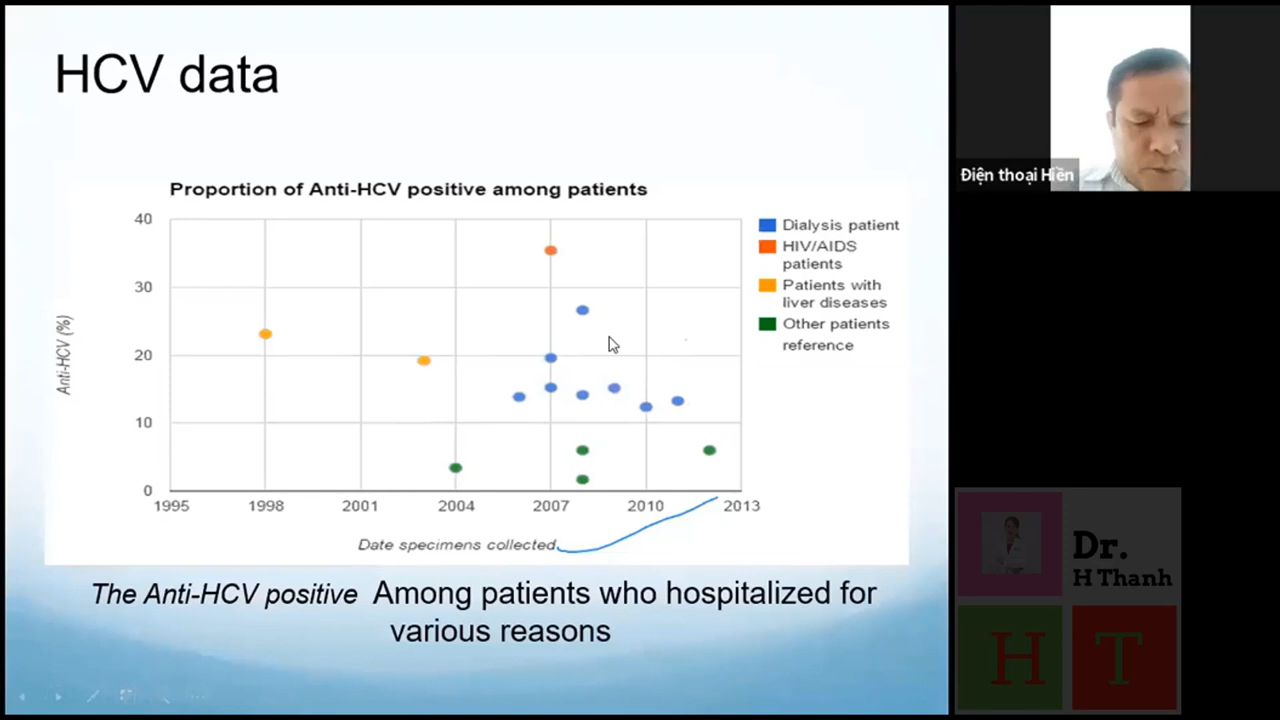 HCV data
Proportion of Anti-HCV positive among patients
40
30
20
10
0
Anti-HCV (%)
1995 1998 2001 2004 2007 2010 2013
Date specimens collected
Dialysis patient
HIV/AIDS
patients
Patients with
liver diseases
Other patients
reference
The Anti-HCV positive Among patients who hospitalized for
various reasons
Điện thoại Hiền
Dr.
H Thanh
H T